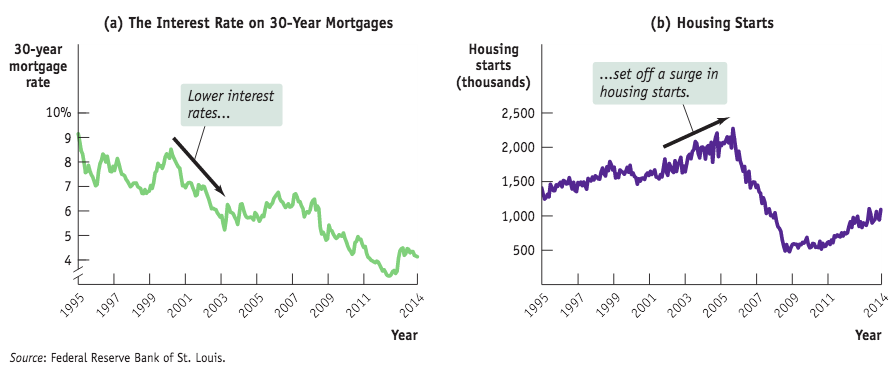 (a) The Interest Rate on 30-Year Mortgages
30-year
mortgage
rate
Lower interest
rates...
10%
9
8
7
6
5
4
1995
1997
1999
2001
2003
2005
2007
2009
2011
2014
Year
(b) Housing Starts
Housing
starts
(thousands)
...set off a surge in
housing starts.
2,500
2,000
1,500
1,000
500
1995
1997
1999
2001
2003
2005
2007
2009
2011
2014
Year
Source: Federal Reserve Bank of St. Louis.